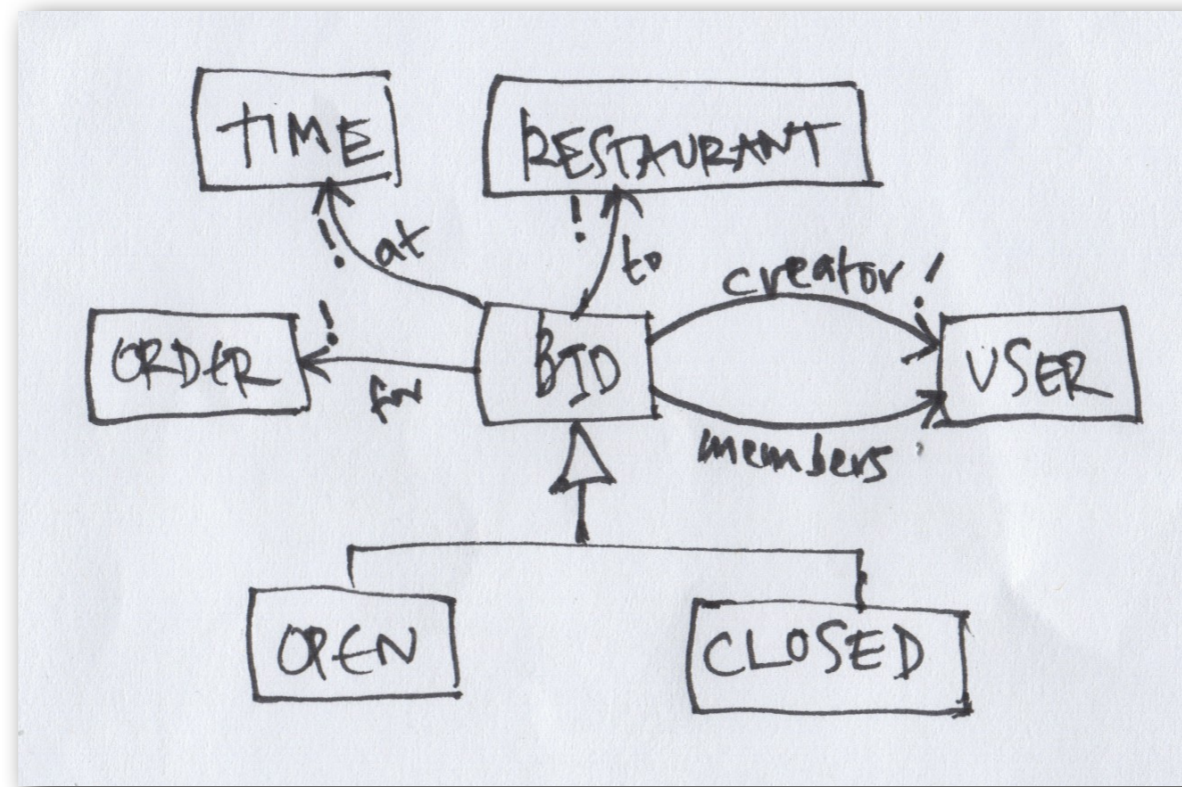 TIME
RESTAURANT
!
!
at
to
creator
!
ORDER
!
for
BID
USER
members
OPEN
CLOSED